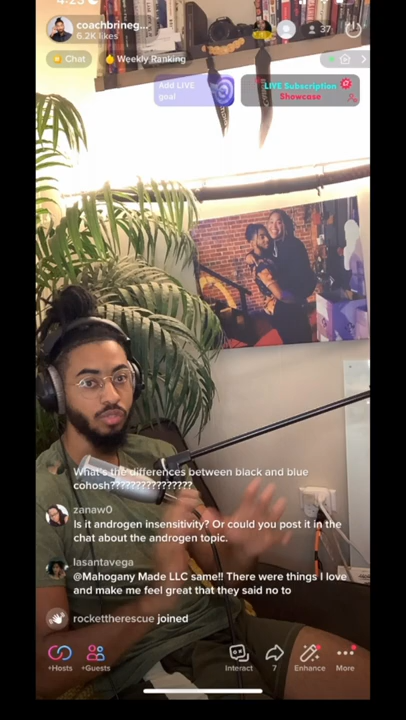 4:23
coachbrineg...
6.2K likes
37
Chat
Weekly Ranking
Add LIVE
goal
LIVE Subscription
Showcase
What's the differences between black and blue
cohosh????????????????
zanaw0
Is it androgen insensitivity? Or could you post it in the
chat about the androgen topic.
lasantavega
@Mahogany Made LLC same!! There were things I love
and make me feel great that they said no to
rockettherescue joined
+Hosts
+Guests
Interact
7
Enhance
More